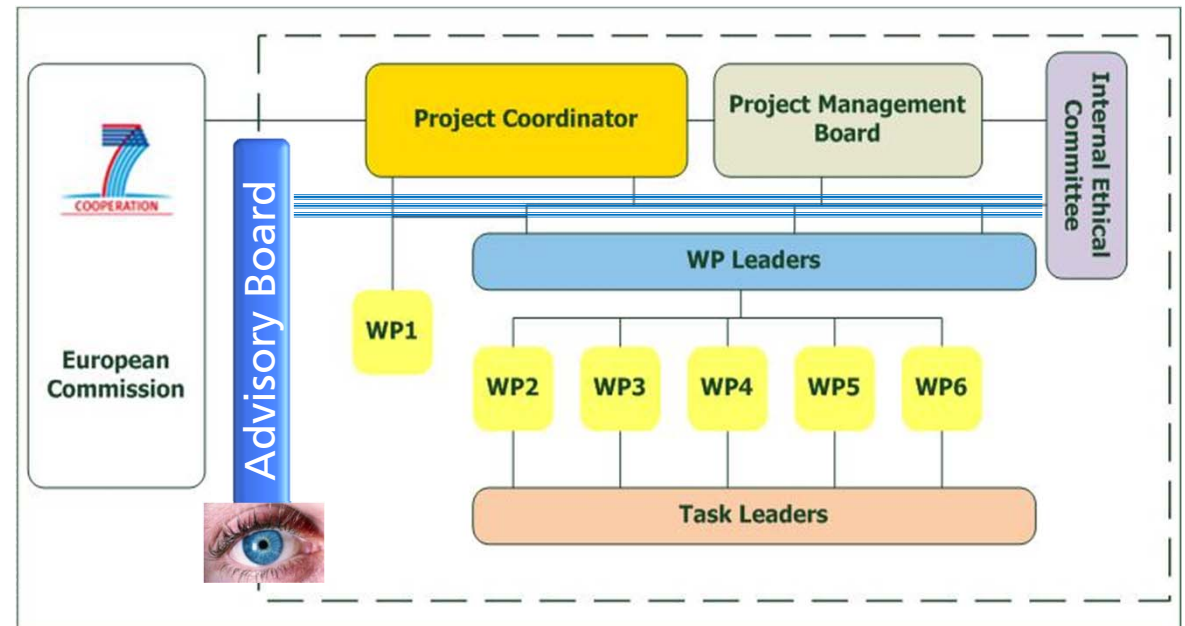 7
COOPERATION
European
Commission
Advisory Board
Project Coordinator
Project Management
Board
Internal Ethical
Committee
WP Leaders
WP1
WP2
WP3
WP4
WP5
WP6
Task Leaders